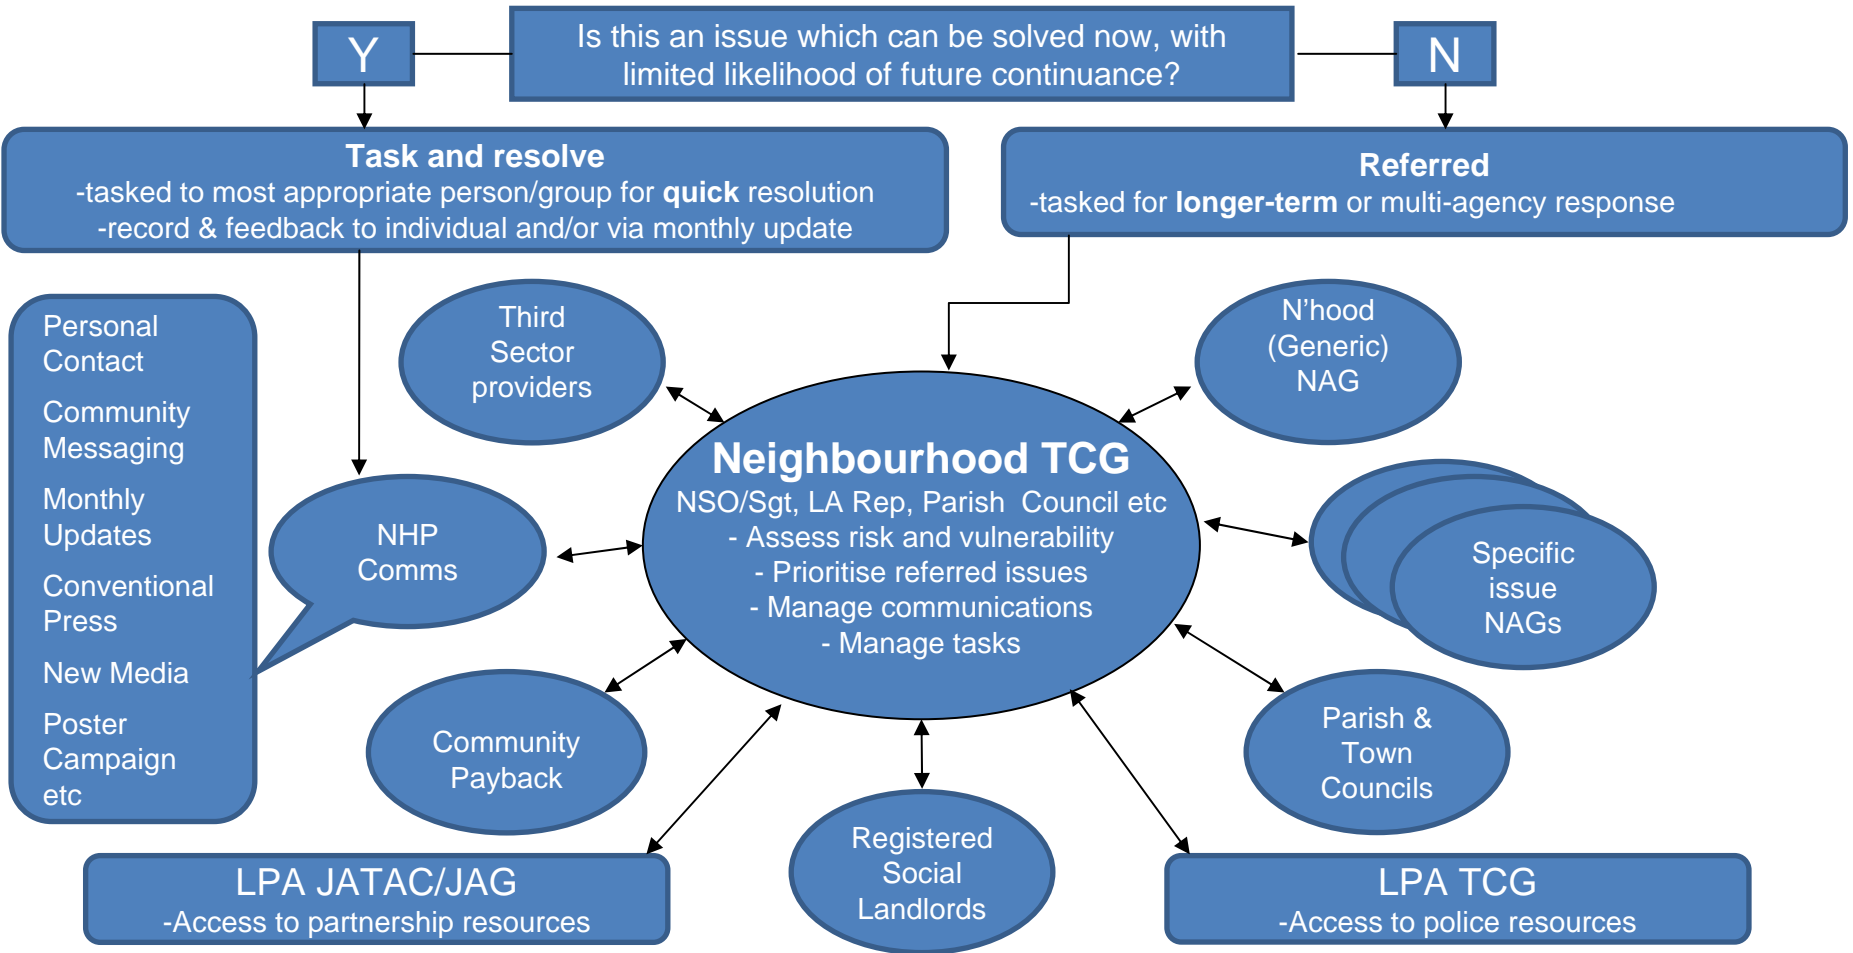 Y
Is this an issue which can be solved now, with
limited likelihood of future continuance?
N
Task and resolve
-tasked to most appropriate person/group for quick resolution
-record & feedback to individual and/or via monthly update
Referred
-tasked for longer-term or multi-agency response
Personal
Contact
Community
Messaging
Monthly
Updates
Conventional
Press
New Media
Poster
Campaign
etc
Third
Sector
providers
N'hood
(Generic)
NAG
NHP
Comms
Neighbourhood TCG
NSO/Sgt, LA Rep, Parish Council etc
- Assess risk and vulnerability
- Prioritise referred issues
- Manage communications
- Manage tasks
Specific
issue
NAGs
Community
Payback
Parish &
Town
Councils
Registered
Social
Landlords
LPA JATAC/JAG
-Access to partnership resources
LPA TCG
-Access to police resources